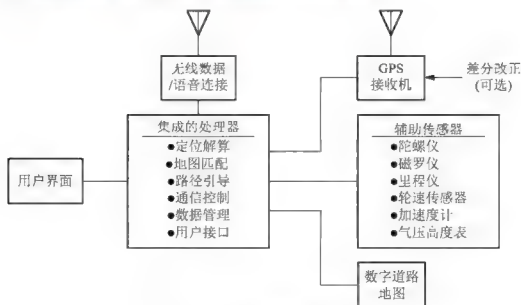 无线数据
/语音连接
GPS
接收机
差分改正
(可选)
集成的处理器
●定位解算
●地图匹配
●路径引导
●通信控制
●数据管理
●用户接口
辅助传感器
●陀螺仪
●磁罗仪
●里程仪
●轮速传感器
●加速度计
●气压高度表
用户界面
数字道路
地图